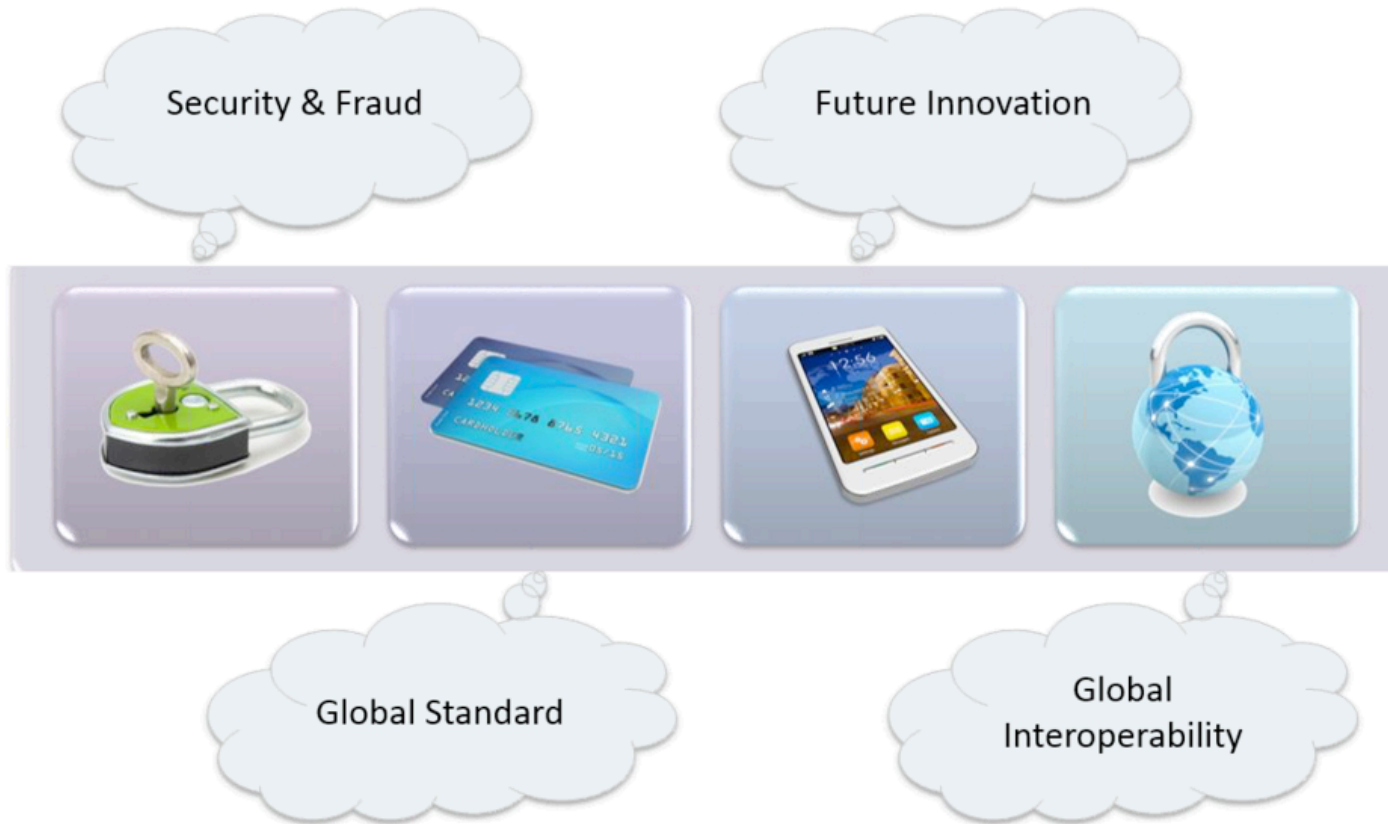 Security & Fraud
Future Innovation
12:56
1234 5678 8765 4321
CARDHOLDER
05/15
Global Standard
Global
Interoperability